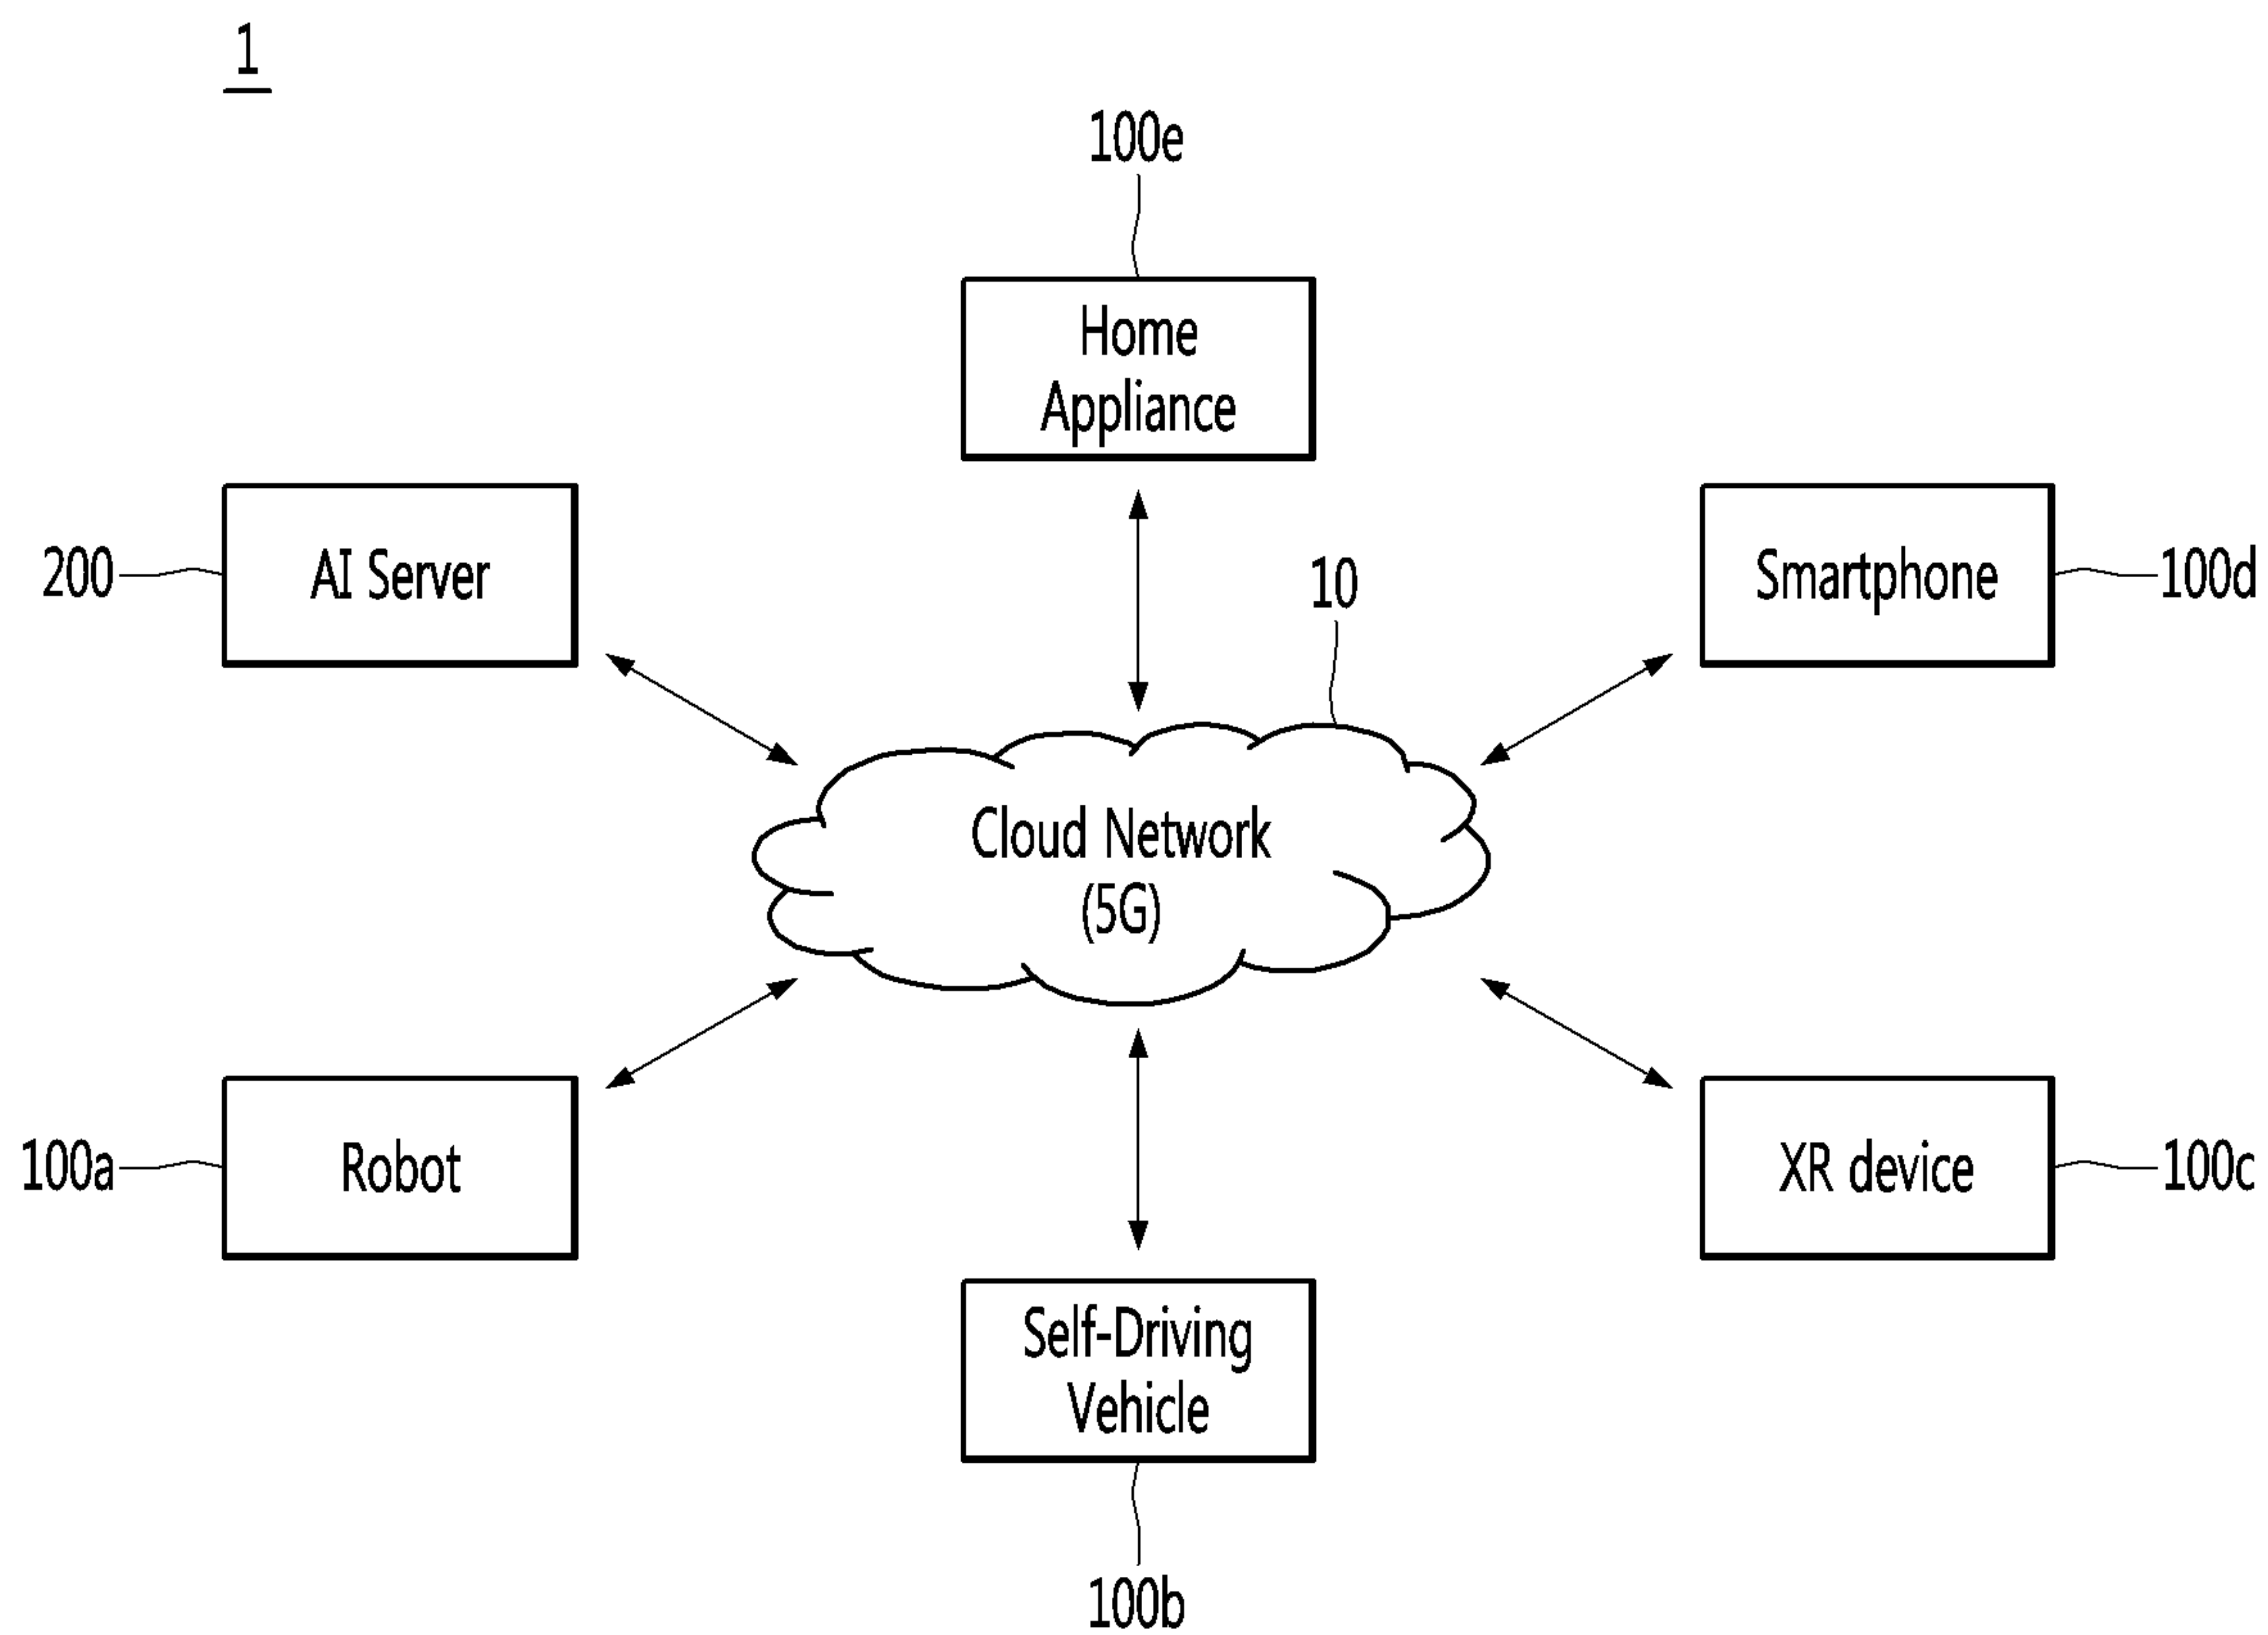 1
100e
Home
Appliance
200
AI Server
10
Smartphone
100d
Cloud Network
(5G)
100a
Robot
XR device
100c
Self-Driving
Vehicle
100b